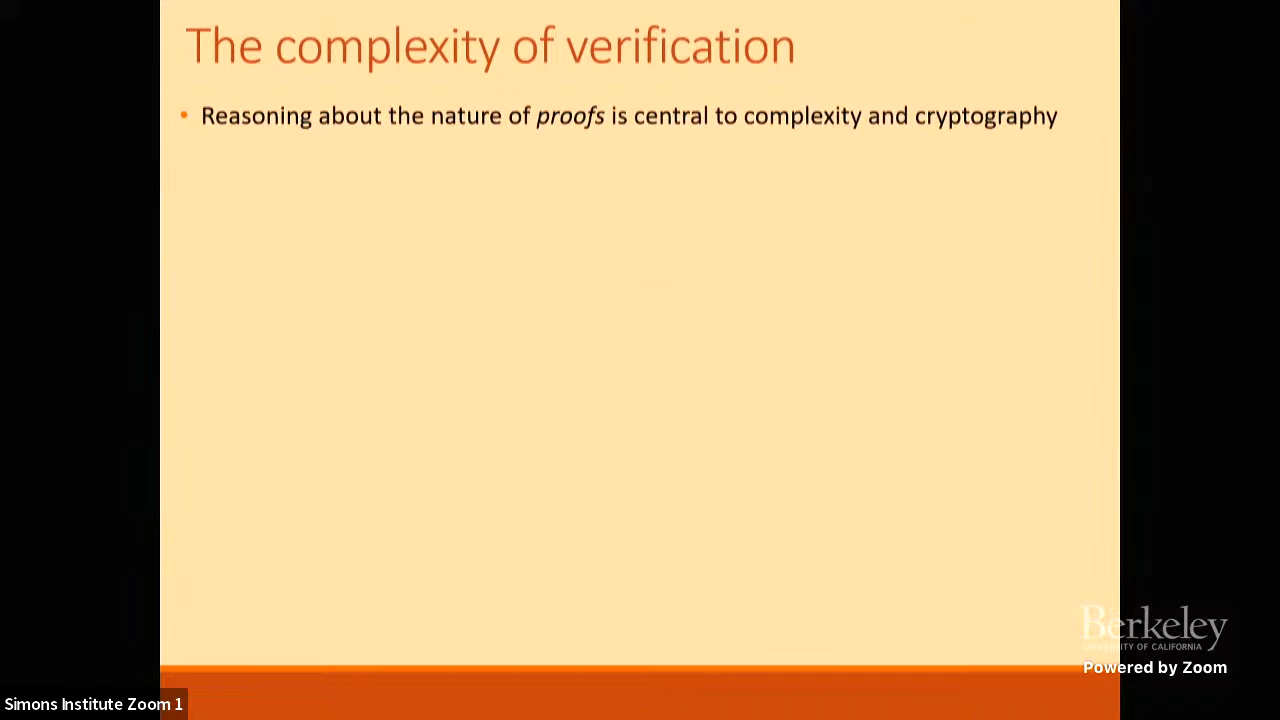 The complexity of verification
• Reasoning about the nature of proofs is central to complexity and cryptography
Berkeley
UNIVERSITY OF CALIFORNIA
Powered by Zoom
Simons Institute Zoom 1